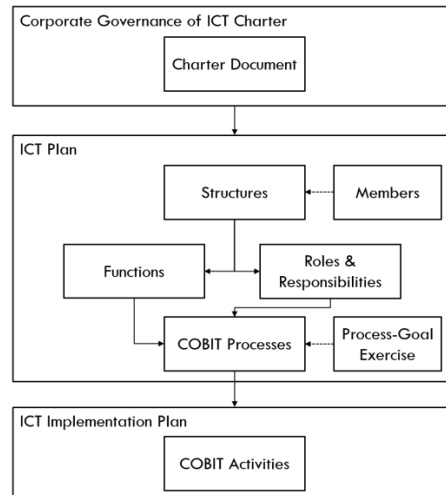 Corporate Governance of ICT Charter
Charter Document
ICT Plan
Structures
Members
Functions
Roles &
Responsibilities
COBIT Processes
Process-Goal
Exercise
ICT Implementation Plan
COBIT Activities